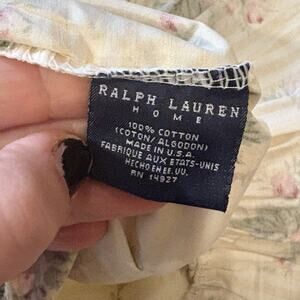 RALPH LAUREN
HOME
100% COTTON
(COTON/ALGODON)
MADE IN U.S.A.
FABRIQUE AUX ETATS-UNIS
HECHO EN EE.UU.
RN 14927